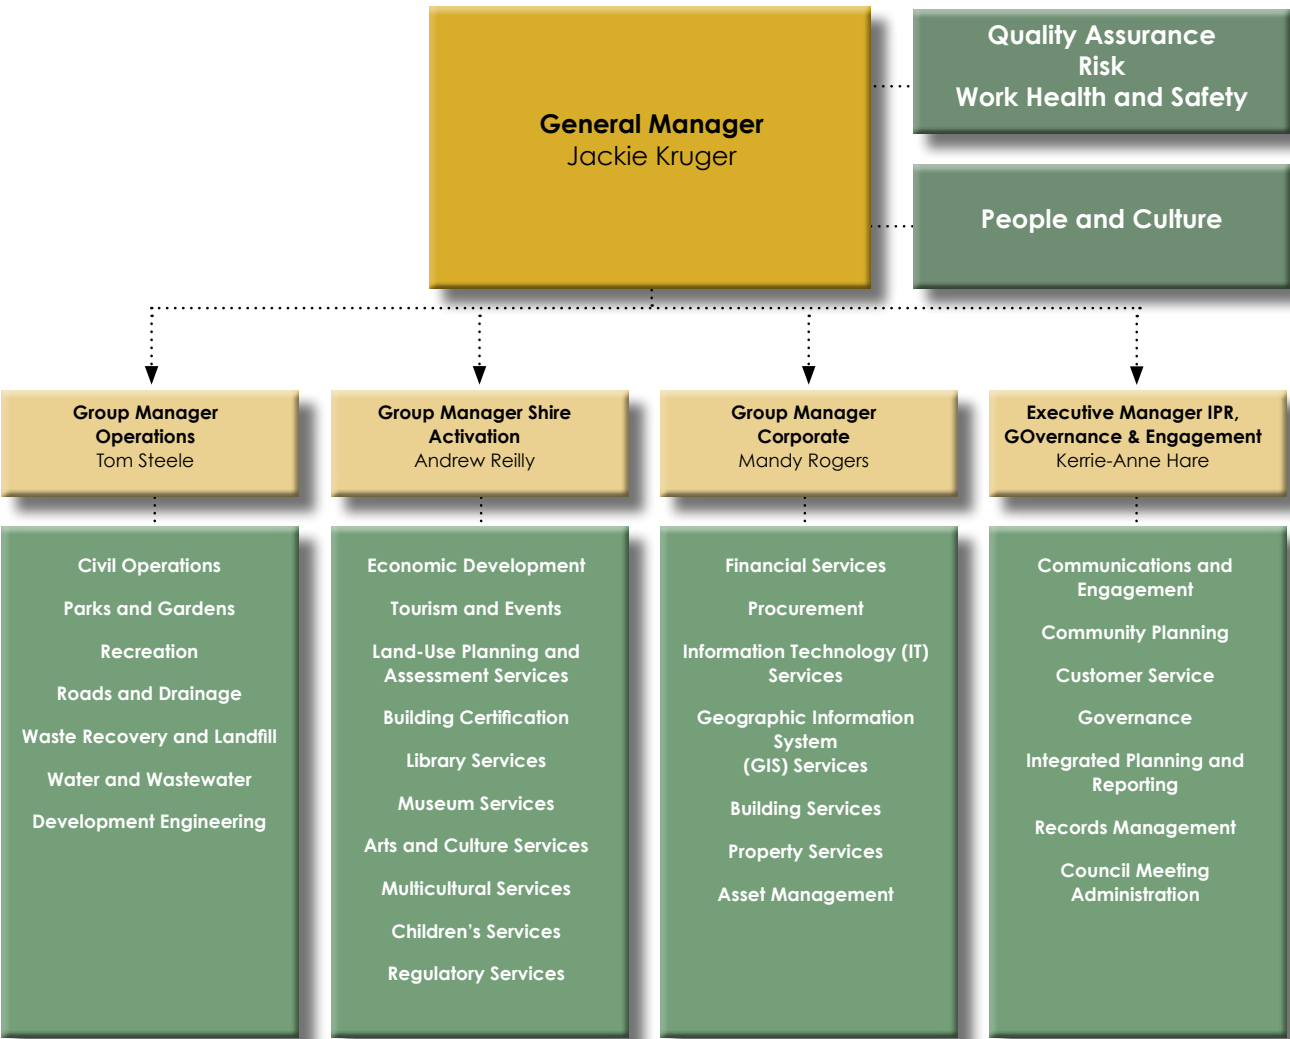 General Manager
Jackie Kruger
Quality Assurance
Risk
Work Health and Safety
People and Culture
Group Manager
Operations
Tom Steele
Group Manager Shire
Activation
Andrew Reilly
Group Manager
Corporate
Mandy Rogers
Executive Manager IPR,
GOvernance & Engagement
Kerrie-Anne Hare
Civil Operations
Parks and Gardens
Recreation
Roads and Drainage
Waste Recovery and Landfill
Water and Wastewater
Development Engineering
Economic Development
Tourism and Events
Land-Use Planning and
Assessment Services
Building Certification
Library Services
Museum Services
Arts and Culture Services
Multicultural Services
Children's Services
Regulatory Services
Financial Services
Procurement
Information Technology (IT)
Services
Geographic Information
System
(GIS) Services
Building Services
Property Services
Asset Management
Communications and
Engagement
Community Planning
Customer Service
Governance
Integrated Planning and
Reporting
Records Management
Council Meeting
Administration